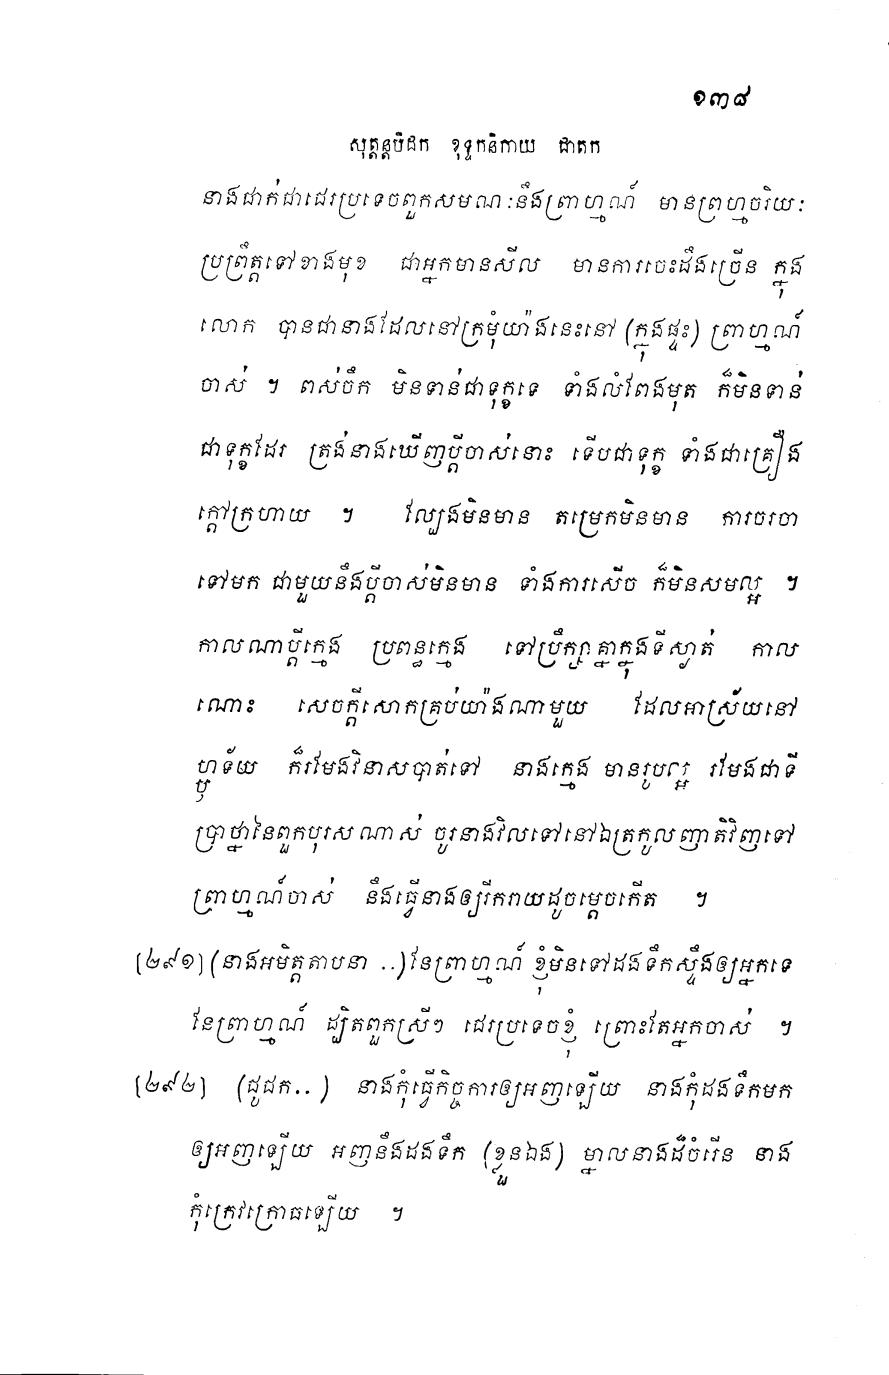 ១៣៨
សុត្តន្តបិដក ខុទ្ទកនិកាយ ជាតក
នាងជាក់ជាជេរប្រទេចពួកសមណៈនឹងព្រាហ្មណ៍ មានព្រហ្មចរិយៈ
ប្រព្រឹត្តទៅខាងមុខ ជាអ្នកមានសីល មានការចេះដឹងច្រើន ក្នុង
លោក បានជានាងដែលនៅក្រមុំយ៉ាងនេះនៅ (ក្នុងផ្ទះ) ព្រាហ្មណ៍
ចាស់ ។ ពស់ចឹក មិនទាន់ជាទុក្ខទេ ទាំងលំពែងមុត ក៏មិនទាន់
ជាទុក្ខដែរ ត្រង់នាងឃើញប្តីចាស់នោះ ទើបជាទុក្ខ ទាំងជាគ្រឿង
ក្តៅក្រហាយ ។ ល្បែងមិនមាន តម្រេកមិនមាន ការចរចា
ទៅមក ជាមួយនឹងប្តីចាស់មិនមាន ទាំងការសើច ក៏មិនសមល្អ ។
កាលណាប្តីក្មេង ប្រពន្ធក្មេង ទៅប្រឹក្សាគ្នាក្នុងទីស្ងាត់ កាល
ណោះ សេចក្តីសោកគ្រប់យ៉ាងណាមួយ ដែលអាស្រ័យនៅ
ហ្ឫទ័យ ក៏រមែងវិនាសបាត់ទៅ នាងក្មេង មានរូបល្អ រមែងជាទី
ប្រាថ្នានៃពួកបុរសណាស់ ចូរនាងវិលទៅនៅឯត្រកូលញាតិវិញទៅ
ព្រាហ្មណ៍ចាស់ នឹងធ្វើនាងឲ្យរីករាយដូចម្តេចកើត ។
[២៩១] (នាងអមិត្តតាបនា ..) នៃព្រាហ្មណ៍ ខ្ញុំមិនទៅដងទឹកស្ទឹងឲ្យអ្នកទេ
នៃព្រាហ្មណ៍ ដ្បិតពួកស្រីៗ ជេរប្រទេចខ្ញុំ ព្រោះតែអ្នកចាស់ ។
[២៩២] (ជូជក..) នាងកុំធ្វើកិច្ចការឲ្យអញឡើយ នាងកុំដងទឹកមក
ឲ្យអញឡើយ អញនឹងដងទឹក (ខ្លួនឯង) ម្នាលនាងដ៏ចំរើន នាង
កុំក្រេវក្រោធឡើយ ។